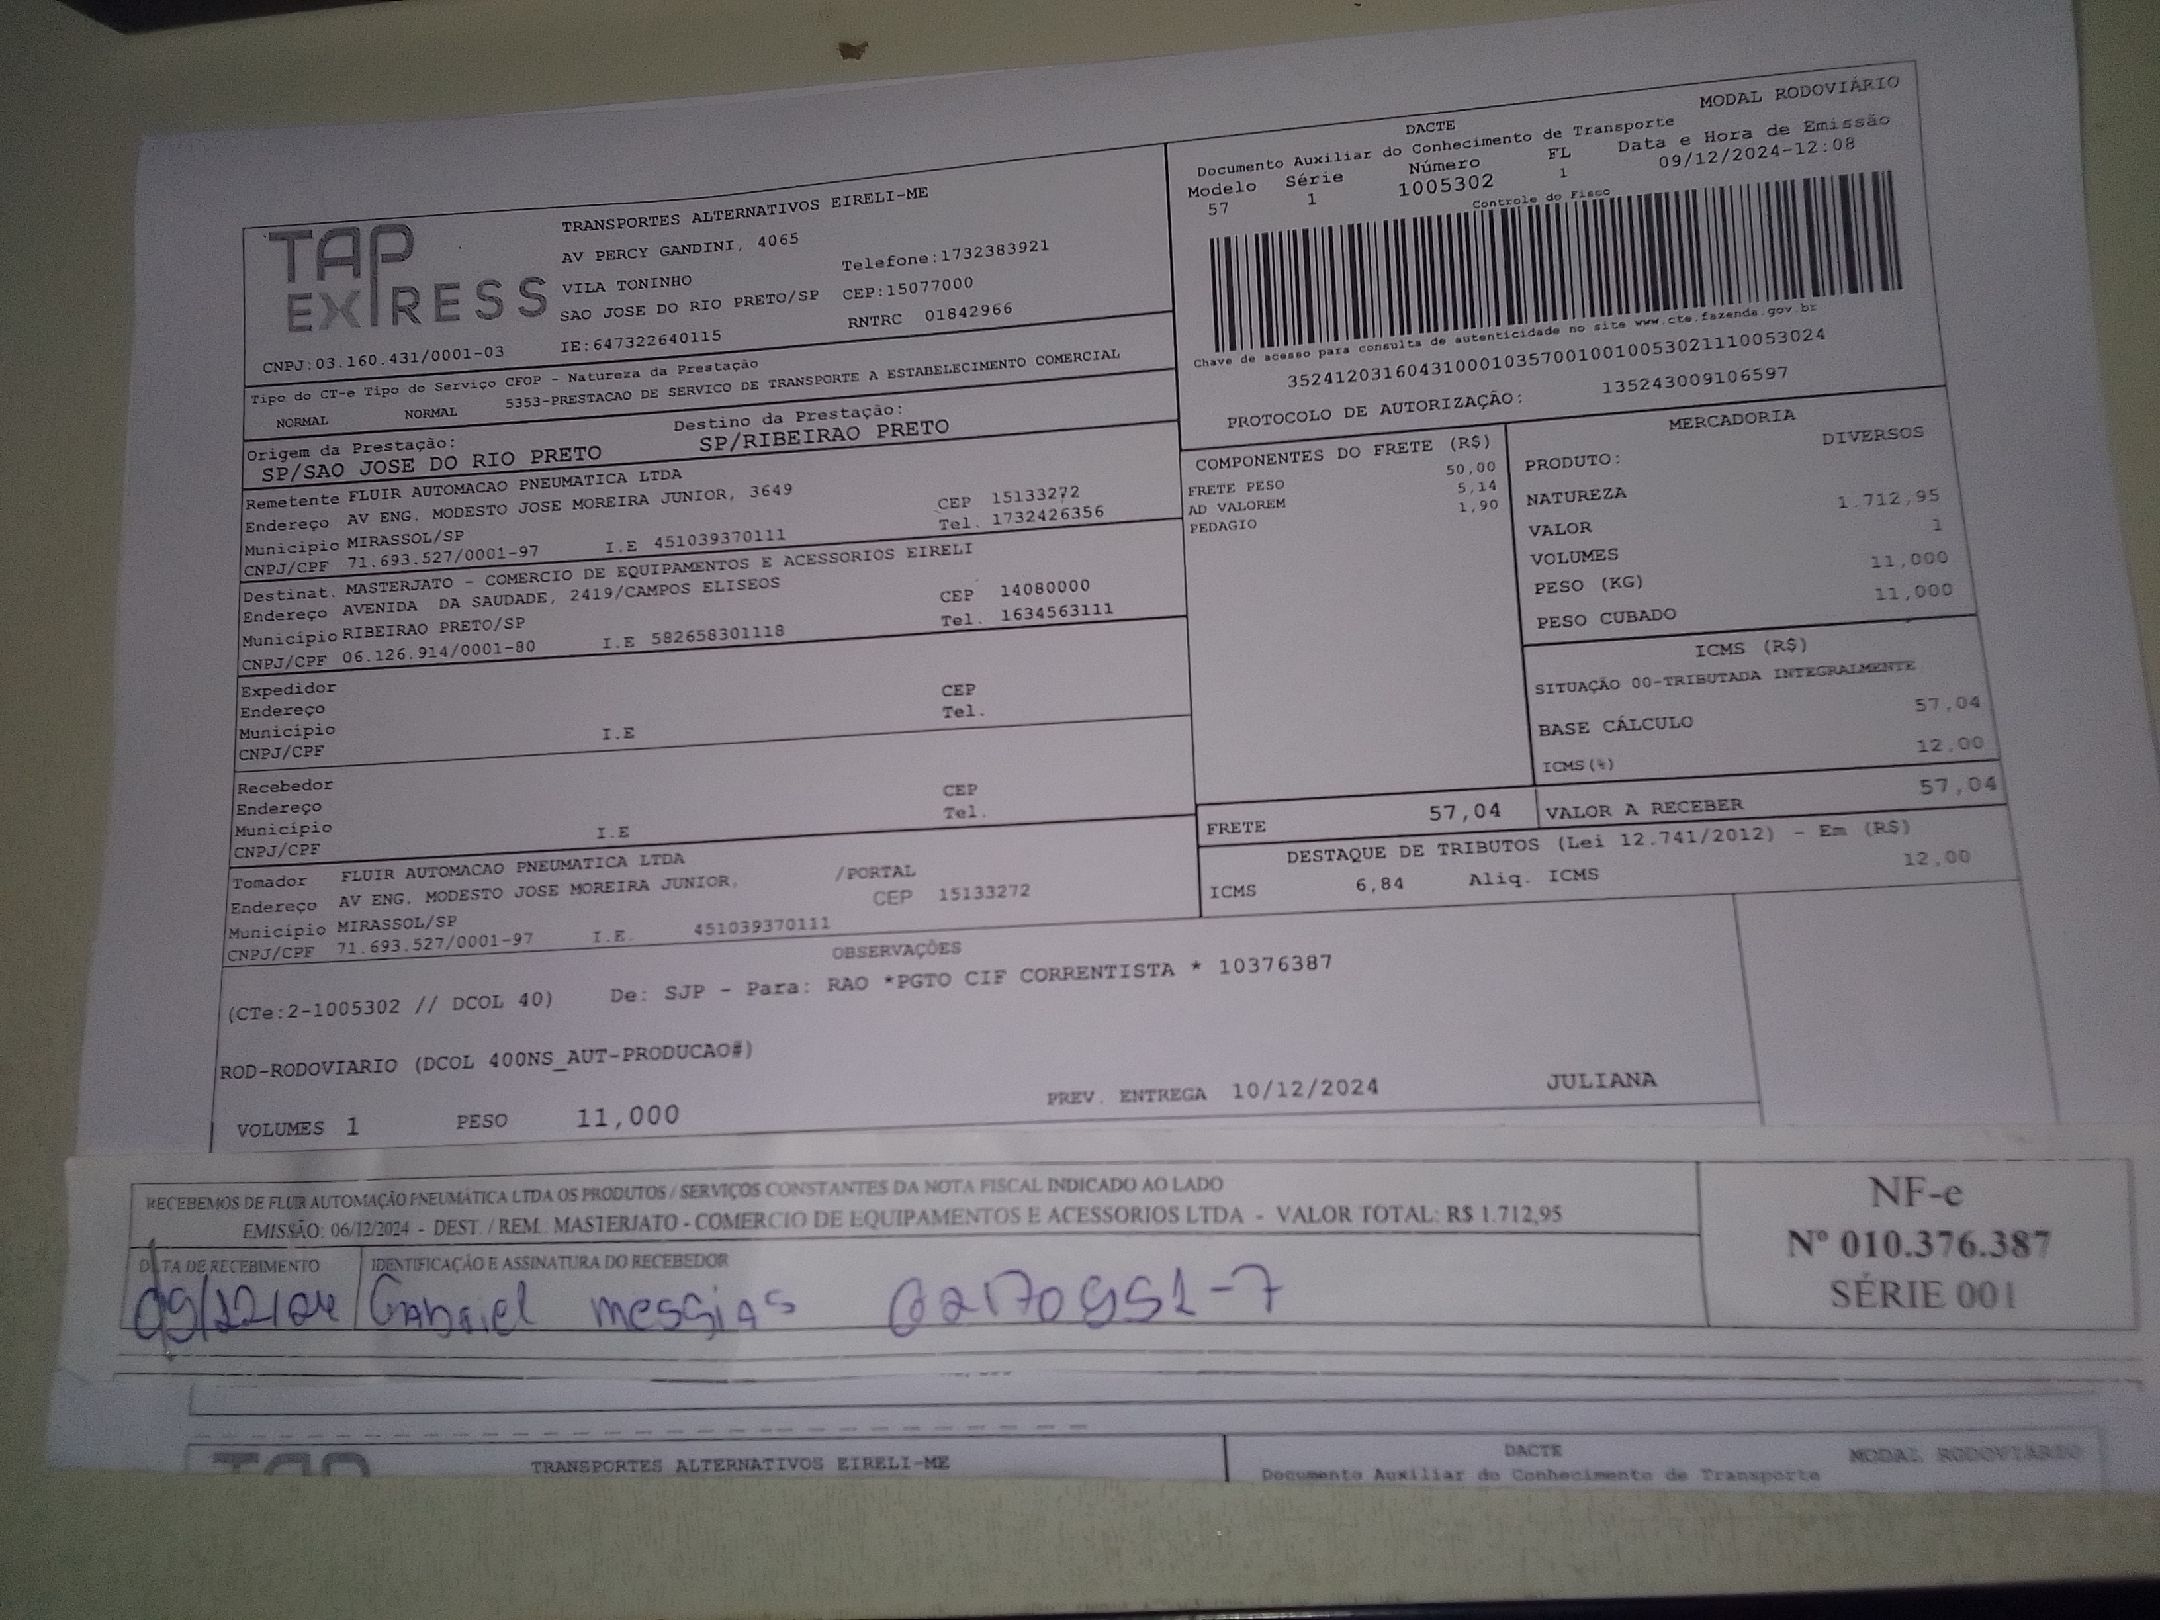 TAP EXPRESS
TRANSPORTES ALTERNATIVOS EIRELI-ME
AV PERCY GANDINI, 4065
VILA TONINHO Telefone:1732383921
SAO JOSE DO RIO PRETO/SP CEP:15077000
CNPJ:03.160.431/0001-03 IE:647322640115 RNTRC 01842966
Tipo do CT-e Tipo do Serviço CFOP - Natureza da Prestação
NORMAL NORMAL 5353-PRESTACAO DE SERVICO DE TRANSPORTE A ESTABELECIMENTO COMERCIAL
Origem da Prestação: Destino da Prestação:
SP/SAO JOSE DO RIO PRETO SP/RIBEIRAO PRETO
Remetente FLUIR AUTOMACAO PNEUMATICA LTDA
Endereço AV ENG. MODESTO JOSE MOREIRA JUNIOR, 3649 CEP 15133272
Município MIRASSOL/SP Tel. 1732426356
CNPJ/CPF 71.693.527/0001-97 I.E 451039370111
Destinat. MASTERJATO - COMERCIO DE EQUIPAMENTOS E ACESSORIOS EIRELI
Endereço AVENIDA DA SAUDADE, 2419/CAMPOS ELISEOS CEP 14080000
Município RIBEIRAO PRETO/SP Tel. 1634563111
CNPJ/CPF 06.126.914/0001-80 I.E 582658301118
Expedidor
Endereço CEP
Município Tel.
CNPJ/CPF I.E
Recebedor
Endereço CEP
Município Tel.
CNPJ/CPF I.E
Tomador FLUIR AUTOMACAO PNEUMATICA LTDA
Endereço AV ENG. MODESTO JOSE MOREIRA JUNIOR, /PORTAL
Município MIRASSOL/SP CEP 15133272
CNPJ/CPF 71.693.527/0001-97 I.E. 451039370111
DACTE MODAL RODOVIÁRIO
Documento Auxiliar do Conhecimento de Transporte
Modelo Série Número FL Data e Hora de Emissão
57 1 1005302 1 09/12/2024-12:08
Controle do Fisco
Chave de acesso para consulta de autenticidade no site www.cte.fazenda.gov.br
35241203160431000103570010010053021110053024
PROTOCOLO DE AUTORIZAÇÃO: 135243009106597
COMPONENTES DO FRETE (R$)
FRETE PESO 50,00
AD VALOREM 5,14
PEDAGIO 1,90
MERCADORIA
PRODUTO: DIVERSOS
NATUREZA
VALOR 1.712,95
VOLUMES 1
PESO (KG) 11,000
PESO CUBADO 11,000
ICMS (R$)
SITUAÇÃO 00-TRIBUTADA INTEGRALMENTE
BASE CÁLCULO 57,04
ICMS(%) 12,00
FRETE 57,04 VALOR A RECEBER 57,04
DESTAQUE DE TRIBUTOS (Lei 12.741/2012) - Em (R$)
ICMS 6,84 Aliq. ICMS 12,00
OBSERVAÇÕES
(CTe:2-1005302 // DCOL 40) De: SJP - Para: RAO *PGTO CIF CORRENTISTA * 10376387
ROD-RODOVIARIO (DCOL 400NS_AUT-PRODUCAO#)
VOLUMES 1 PESO 11,000 PREV. ENTREGA 10/12/2024 JULIANA
RECEBEMOS DE FLUIR AUTOMAÇÃO PNEUMÁTICA LTDA OS PRODUTOS / SERVIÇOS CONSTANTES DA NOTA FISCAL INDICADO AO LADO
EMISSÃO: 06/12/2024 - DEST. / REM.: MASTERJATO - COMERCIO DE EQUIPAMENTOS E ACESSORIOS LTDA - VALOR TOTAL: R$ 1.712,95
DATA DE RECEBIMENTO IDENTIFICAÇÃO E ASSINATURA DO RECEBEDOR
09/12/24 Gabriel messias
NF-e
Nº 010.376.387
SÉRIE 001
TRANSPORTES ALTERNATIVOS EIRELI-ME
DACTE MODAL RODOVIÁRIO
Documento Auxiliar do Conhecimento de Transporte